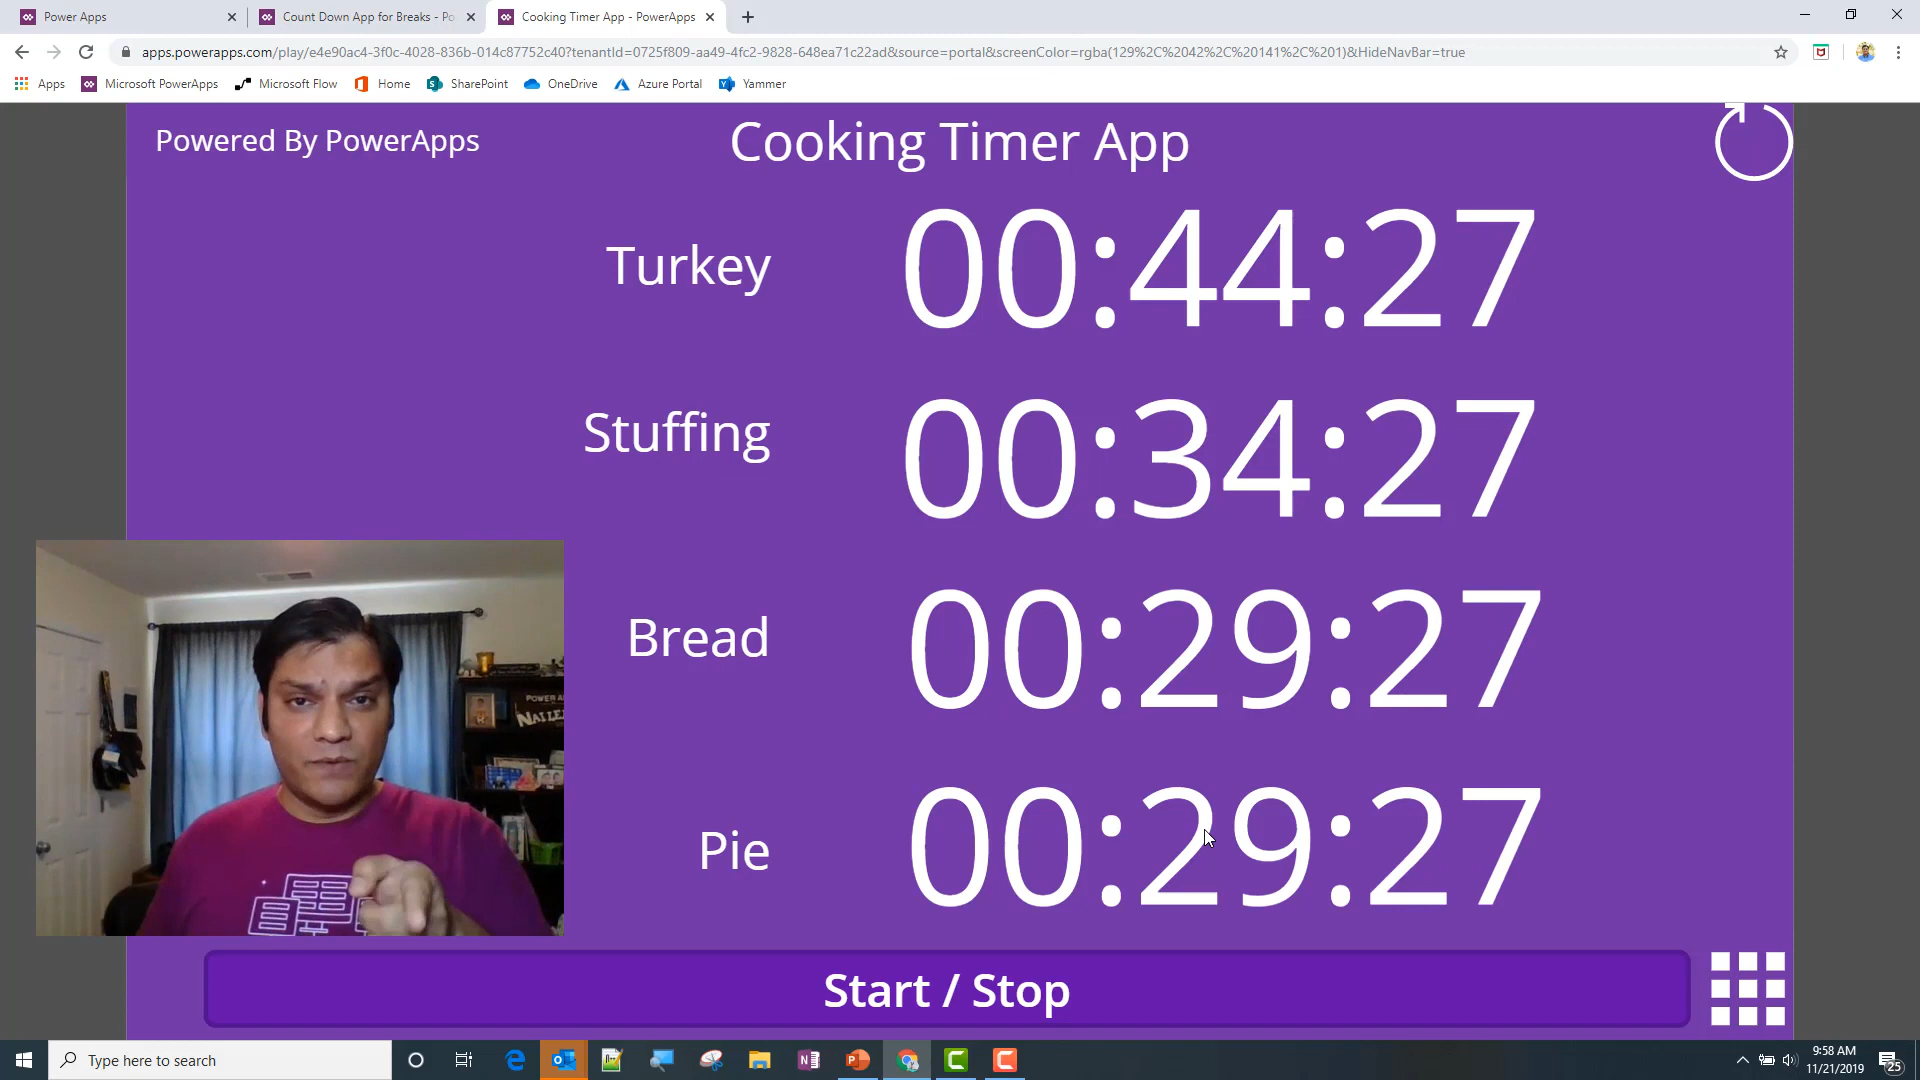 Power Apps
Count Down App for Breaks - Po
Cooking Timer App - PowerApps
apps.powerapps.com/play/e4e90ac4-3f0c-4028-836b-014c87752c40?tenantId=0725f809-aa49-4fc2-9828-648ea71c22ad&source=portal&screenColor=rgba(129%2C%2042%2C%20141%2C%201)&HideNavBar=true
Apps
Microsoft PowerApps
Microsoft Flow
Home
SharePoint
OneDrive
Azure Portal
Yammer
Powered By PowerApps
Cooking Timer App
Turkey
00:44:27
Stuffing
00:34:27
Bread
00:29:27
POWER A
NAILE
Pie
00:29:27
Start / Stop
Type here to search
9:58 AM
11/21/2019
25